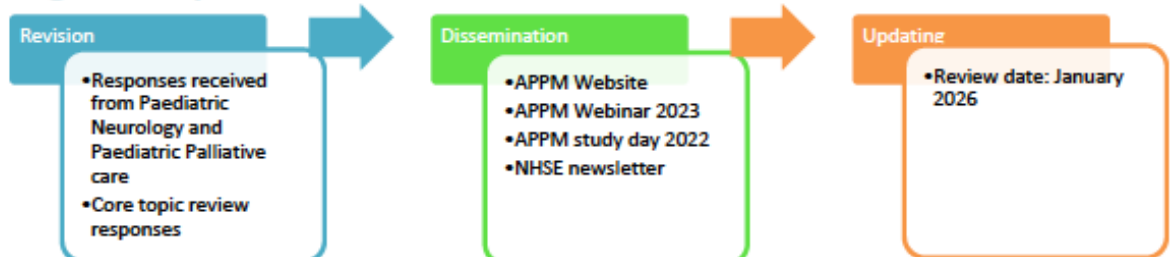 Revision
•Responses received
from Paediatric
Neurology and
Paediatric Palliative
care
•Core topic review
responses
Dissemination
•APPM Website
•APPM Webinar 2023
•APPM study day 2022
•NHSE newsletter
Updating
•Review date: January
2026